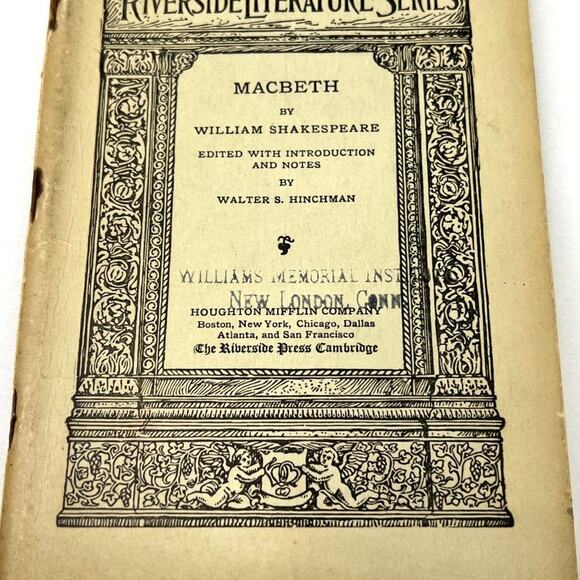 RIVERSIDE LITERATURE SERIES
MACBETH
BY
WILLIAM SHAKESPEARE
EDITED WITH INTRODUCTION
AND NOTES
BY
WALTER S. HINCHMAN
WILLIAMS MEMORIAL INSTITUTE
NEW LONDON, CONN
HOUGHTON MIFFLIN COMPANY
Boston, New York, Chicago, Dallas
Atlanta, and San Francisco
The Riverside Press Cambridge